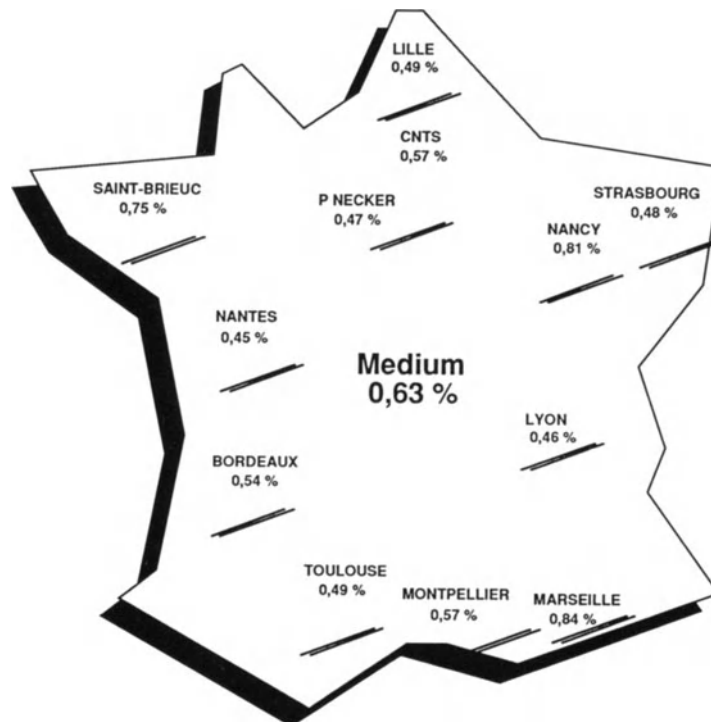 LILLE
0,49 %
CNTS
0,57 %
SAINT-BRIEUC
0,75 %
P NECKER
0,47 %
STRASBOURG
0,48 %
NANCY
0,81 %
NANTES
0,45 %
Medium
0,63 %
LYON
0,46 %
BORDEAUX
0,54 %
TOULOUSE
0,49 %
MONTPELLIER
0,57 %
MARSEILLE
0,84 %